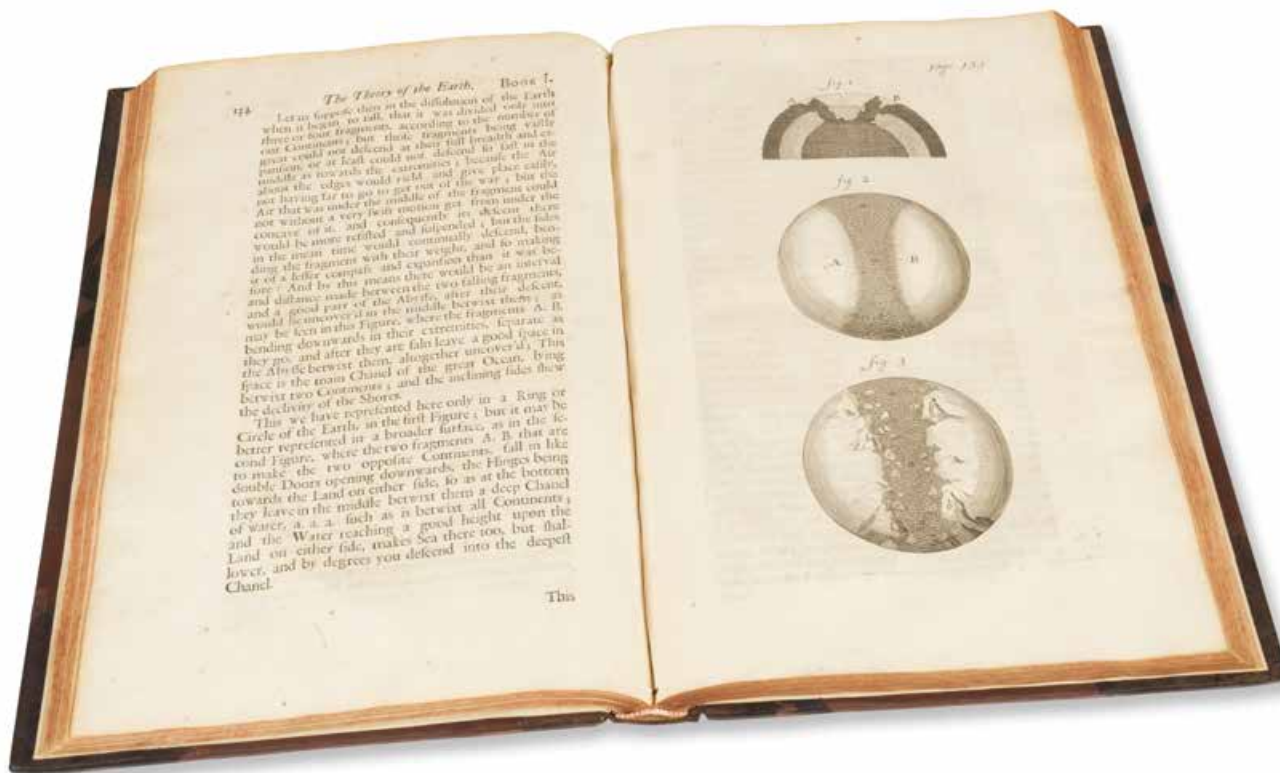 134 The Theory of the Earth. Book I.
Let us ſuppoſe then in the diſſolution of the Earth
when it began to fall, that it was divided only into
three or four fragments, according to the number of
our Continents; but thoſe fragments being vaſtly
great could not deſcend at their full breadth and ex-
panſion, or at leaſt could not deſcend ſo faſt in the
middle as towards the extremities; becauſe the Air
about the edges would yield and give place eaſily,
not having far to go to get out of the way; but the
Air that was under the middle of the fragment could
not without a very ſwift motion get from under the
concave of it, and conſequently its deſcent there
would be more reſiſted and ſuſpended; but the ſides
in the mean time would continually deſcend, ben-
ding the fragment with their weight, and ſo making
it of a leſſer compaſs and expanſion than it was be-
fore: And by this means there would be an interval
and diſtance made between the two falling fragments,
and a good part of the Abyſſe, after their deſcent,
would lie uncover'd in the middle betwixt them; as
may be ſeen in this Figure, where the fragments A. B.
bending downwards in their extremities, ſeparate as
they go, and after they are faln leave a good ſpace in
the Abyſſe betwixt them, altogether uncover'd; This
ſpace is the main Chanel of the great Ocean, lying
betwixt two Continents; and the inclining ſides ſhew
the declivity of the Shores.
This we have repreſented here only in a Ring or
Circle of the Earth, in the firſt Figure; but it may be
better repreſented in a broader ſurface, as in the ſe-
cond Figure, where the two fragments A. B. that are
to make the two oppoſite Continents, fall in like
double Doors opening downwards, the Hinges being
towards the Land on either ſide, ſo as at the bottom
they leave in the middle betwixt them a deep Chanel
of water, a. a. a. ſuch as is betwixt all Continents;
and the Water reaching a good height upon the
Land on either ſide, makes Sea there too, but ſhal-
lower, and by degrees you deſcend into the deepeſt
Chanel.
This
fig 1
A B
fig 2
A B
fig 3